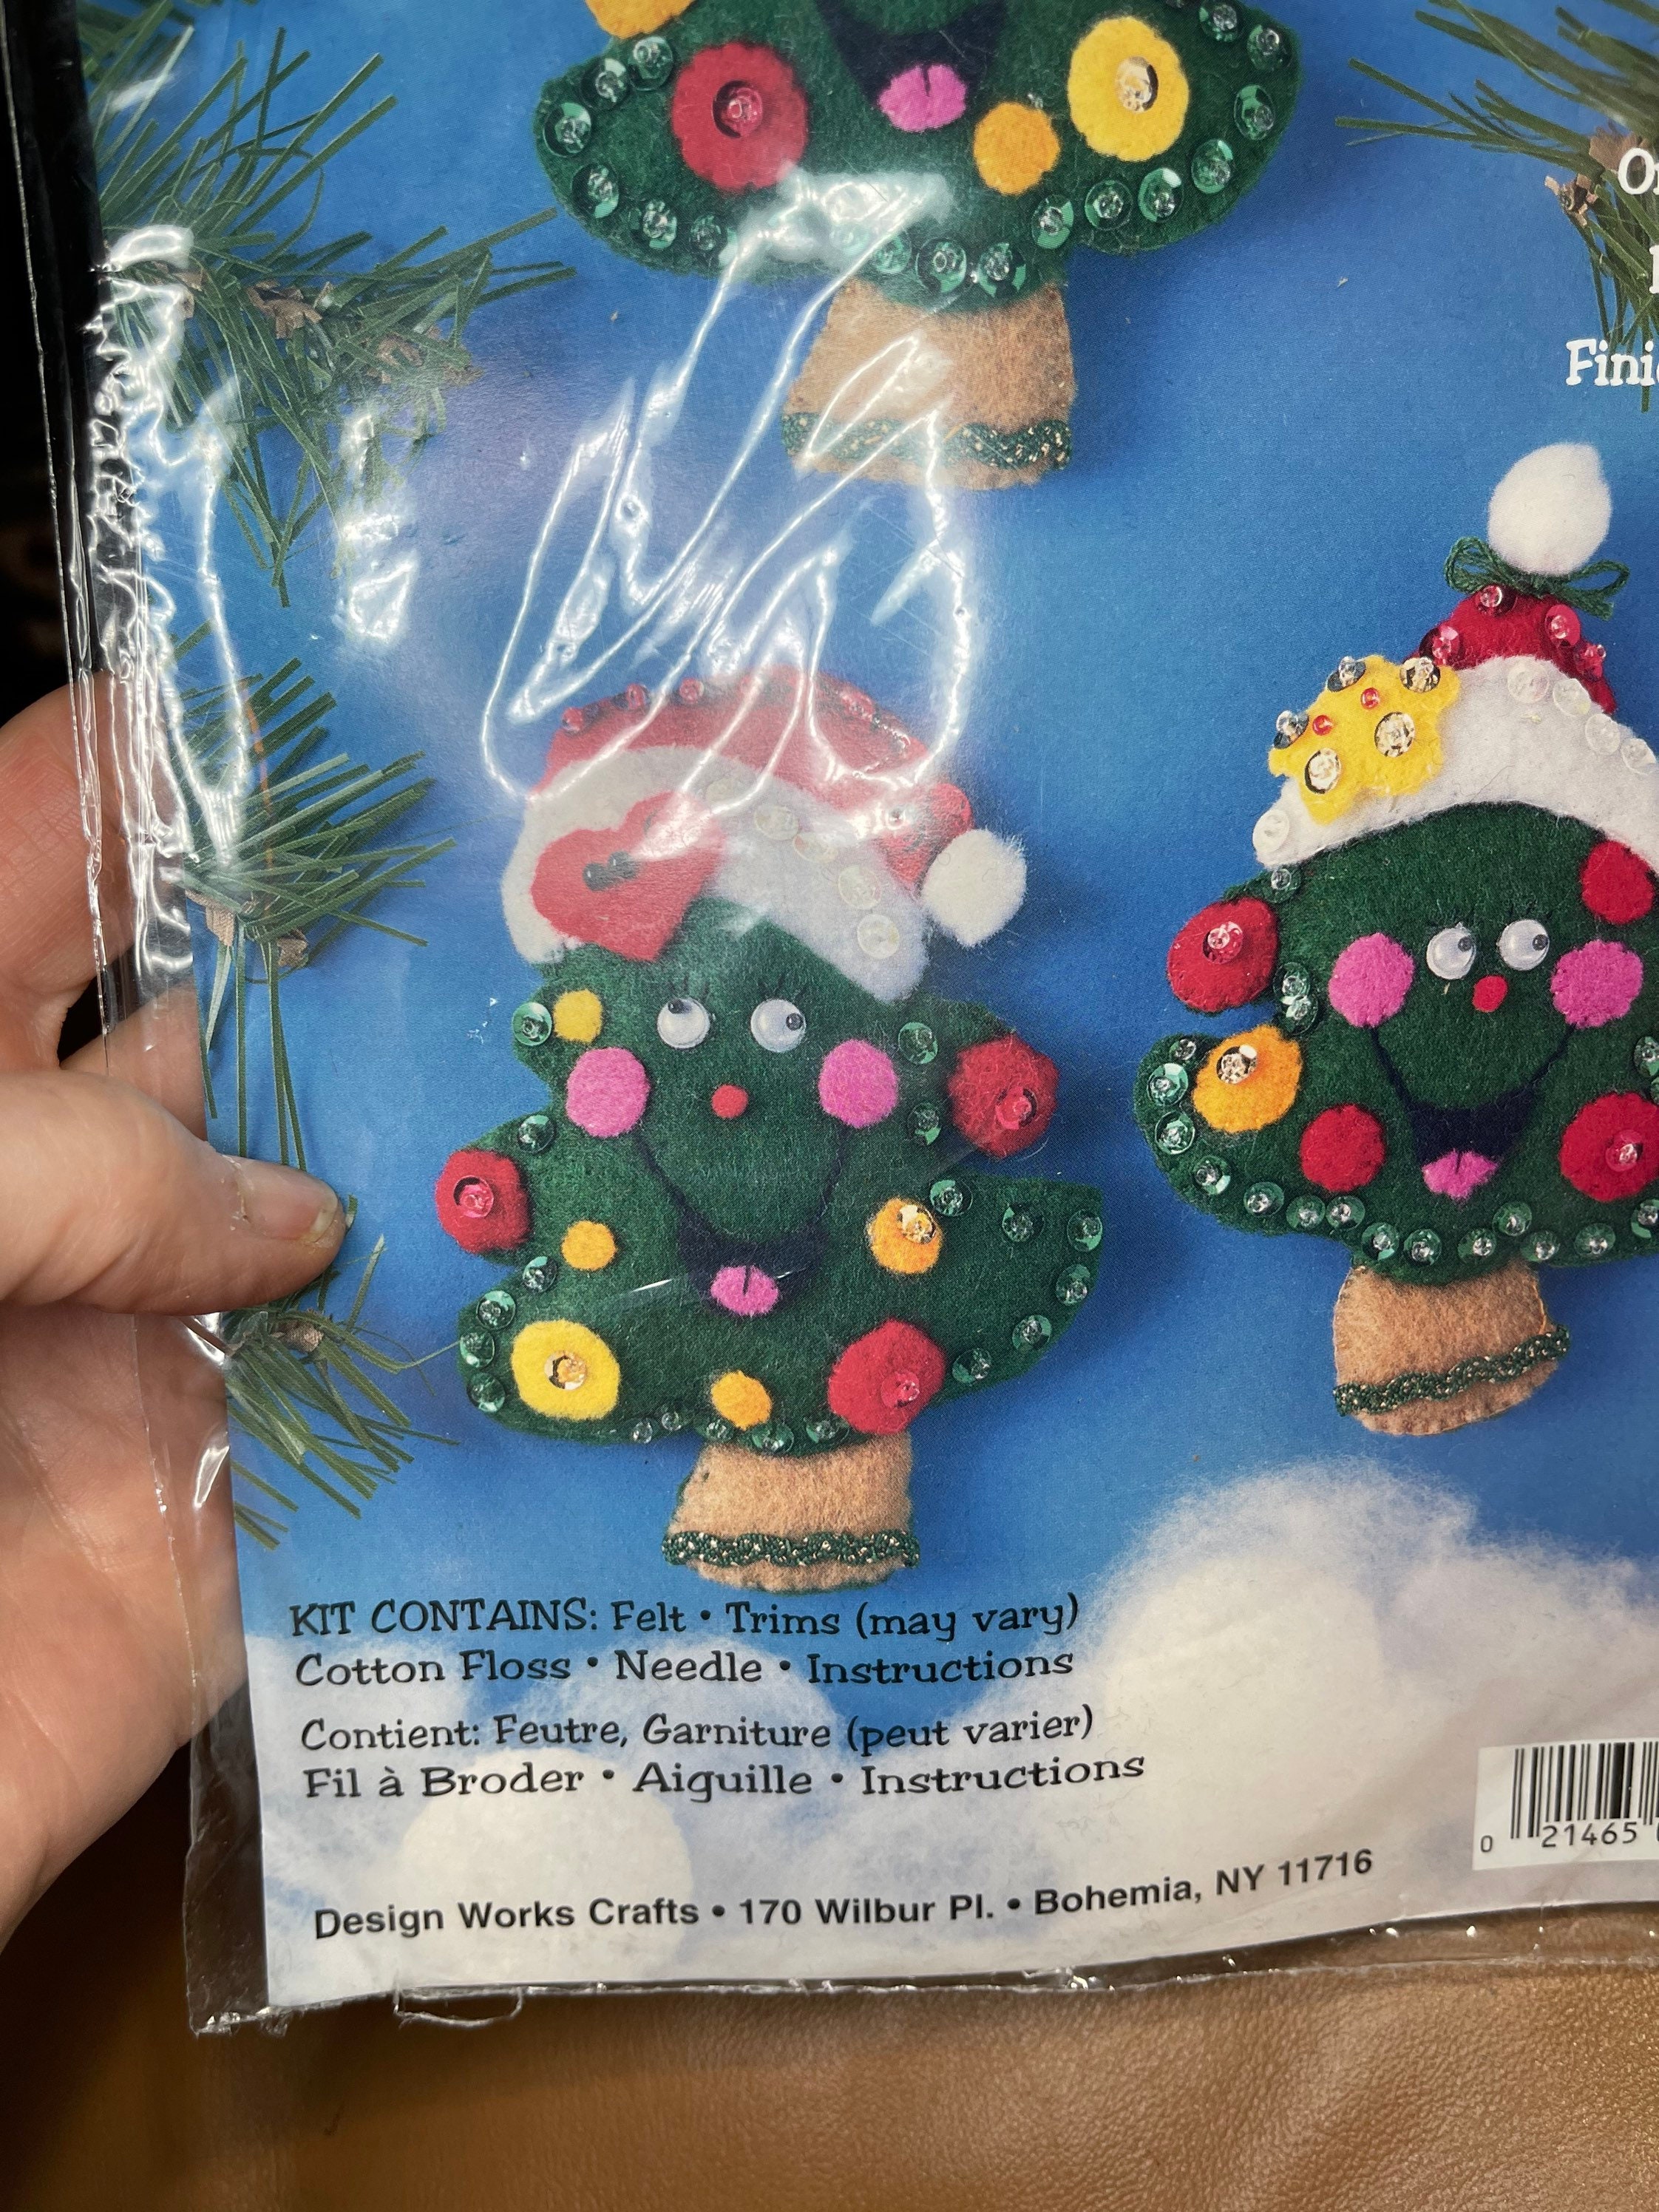 KIT CONTAINS: Felt • Trims (may vary)
Cotton Floss • Needle • Instructions
Contient: Feutre, Garniture (peut varier)
Fil à Broder • Aiguille • Instructions
Design Works Crafts • 170 Wilbur Pl. • Bohemia, NY 11716
0 21465